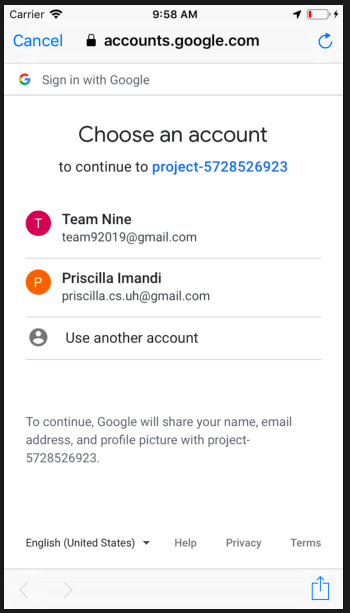 Carrier 9:58 AM
Cancel accounts.google.com
G Sign in with Google
Choose an account
to continue to project-5728526923
T Team Nine
team92019@gmail.com
P Priscilla Imandi
priscilla.cs.uh@gmail.com
Use another account
To continue, Google will share your name, email
address, and profile picture with project-
5728526923.
English (United States) Help Privacy Terms